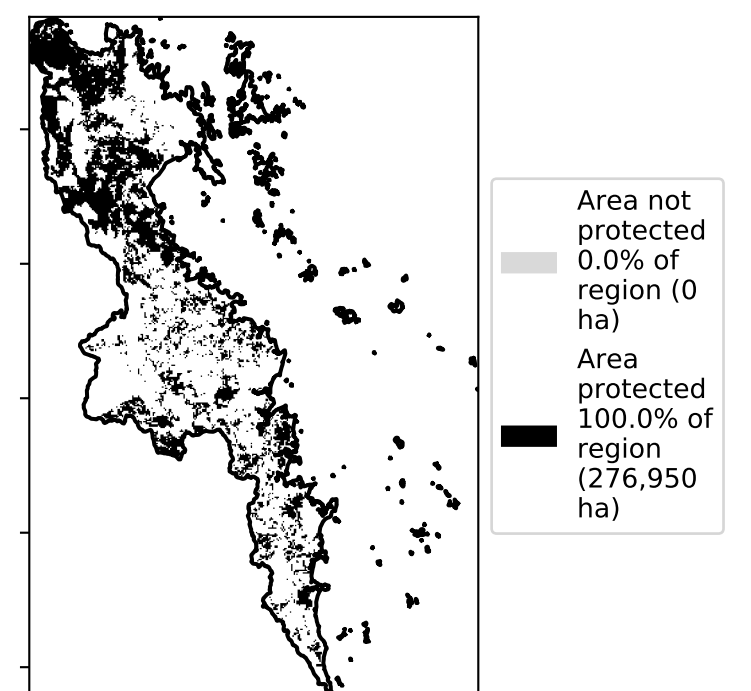 Area not
protected
0.0% of
region (0
ha)
Area
protected
100.0% of
region
(276,950
ha)